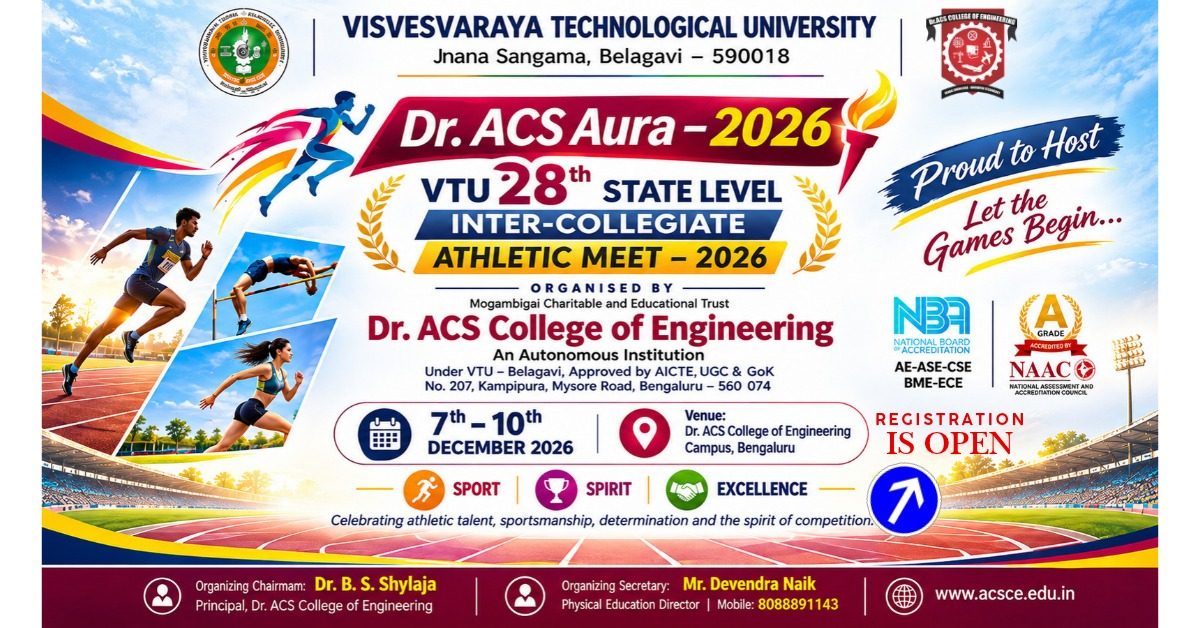 VISVESVARAYA TECHNOLOGICAL UNIVERSITY
Jnana Sangama, Belagavi – 590018
Dr.ACS COLLEGE OF ENGINEERING
Dr. ACS Aura – 2026
VTU 28th STATE LEVEL
INTER-COLLEGIATE
ATHLETIC MEET – 2026
Proud to Host
Let the
Games Begin...
ORGANISED BY
Mogambigai Charitable and Educational Trust
Dr. ACS College of Engineering
An Autonomous Institution
Under VTU – Belagavi, Approved by AICTE, UGC & GoK
No. 207, Kampipura, Mysore Road, Bengaluru – 560 074
NBA
NATIONAL BOARD
OF ACCREDITATION
AE-ASE-CSE
BME-ECE
A
GRADE
ACCREDITED BY
NAAC
NATIONAL ASSESSMENT AND
ACCREDITATION COUNCIL
7th – 10th
DECEMBER 2026
Venue:
Dr. ACS College of Engineering
Campus, Bengaluru
REGISTRATION
IS OPEN
SPORT
SPIRIT
EXCELLENCE
Celebrating athletic talent, sportsmanship, determination and the spirit of competition.
Organizing Chairmam: Dr. B. S. Shylaja
Principal, Dr. ACS College of Engineering
Organizing Secretary: Mr. Devendra Naik
Physical Education Director | Mobile: 8088891143
www.acsce.edu.in